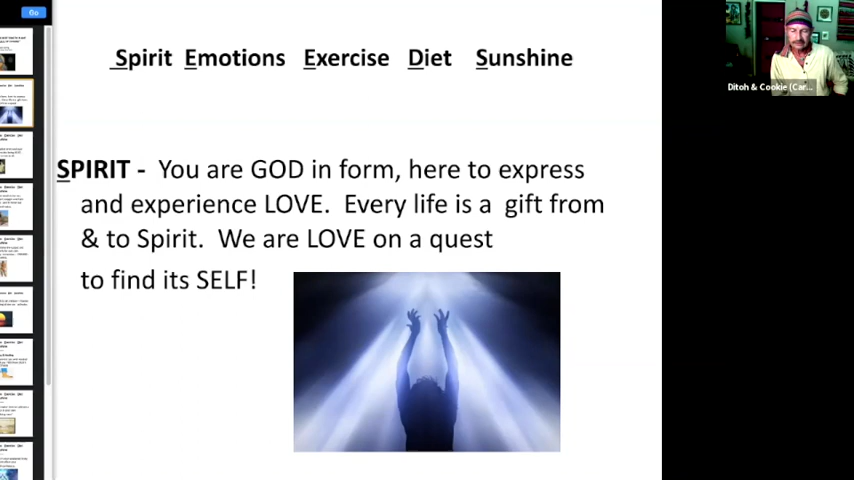 Go
Spirit Emotions Exercise Diet Sunshine
SPIRIT - You are GOD in form, here to express
and experience LOVE. Every life is a gift from
& to Spirit. We are LOVE on a quest
to find its SELF!
Ditoh & Cookie (Car...